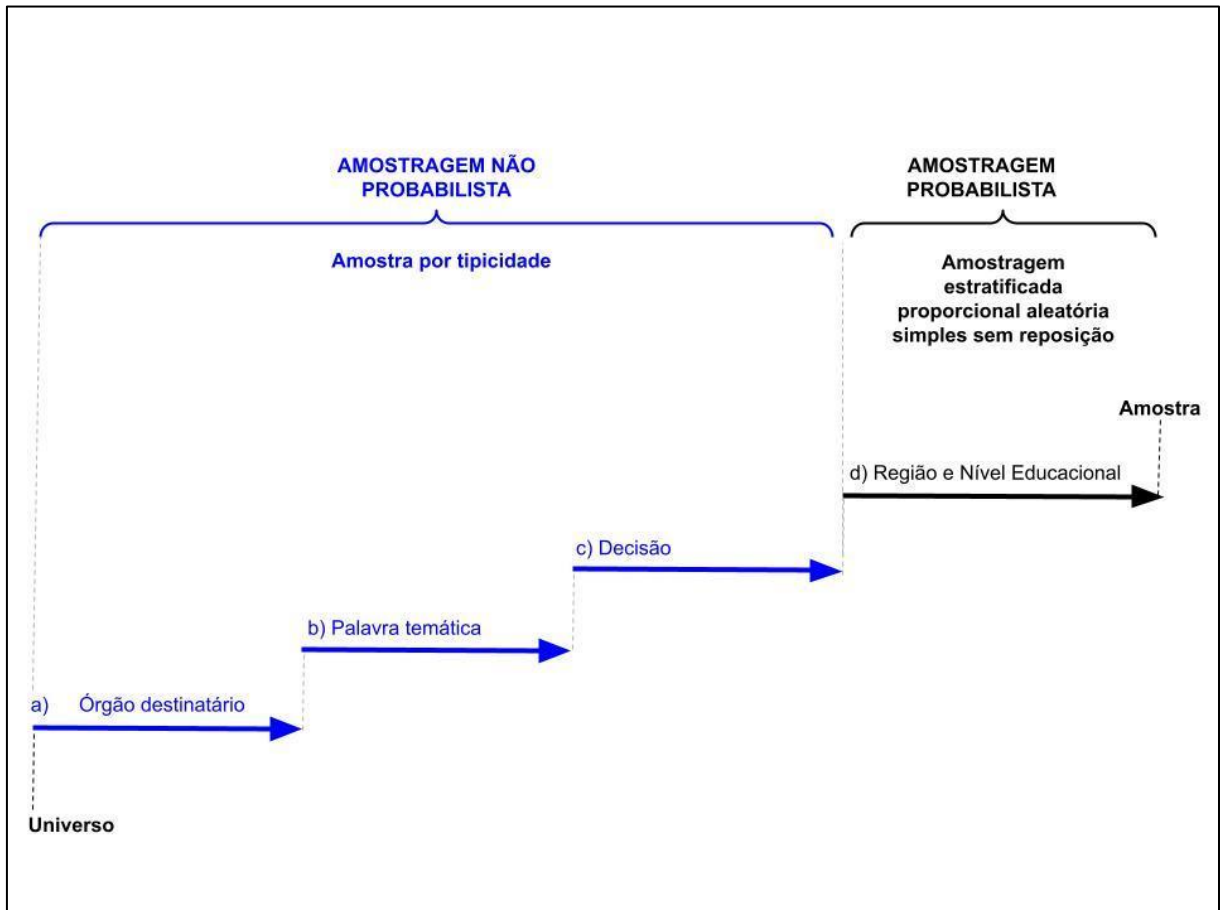 AMOSTRAGEM NÃO
PROBABILISTA
Amostra por tipicidade
AMOSTRAGEM
PROBABILISTA
Amostragem
estratificada
proporcional aleatória
simples sem reposição
Amostra
d) Região e Nível Educacional
c) Decisão
b) Palavra temática
a) Órgão destinatário
Universo